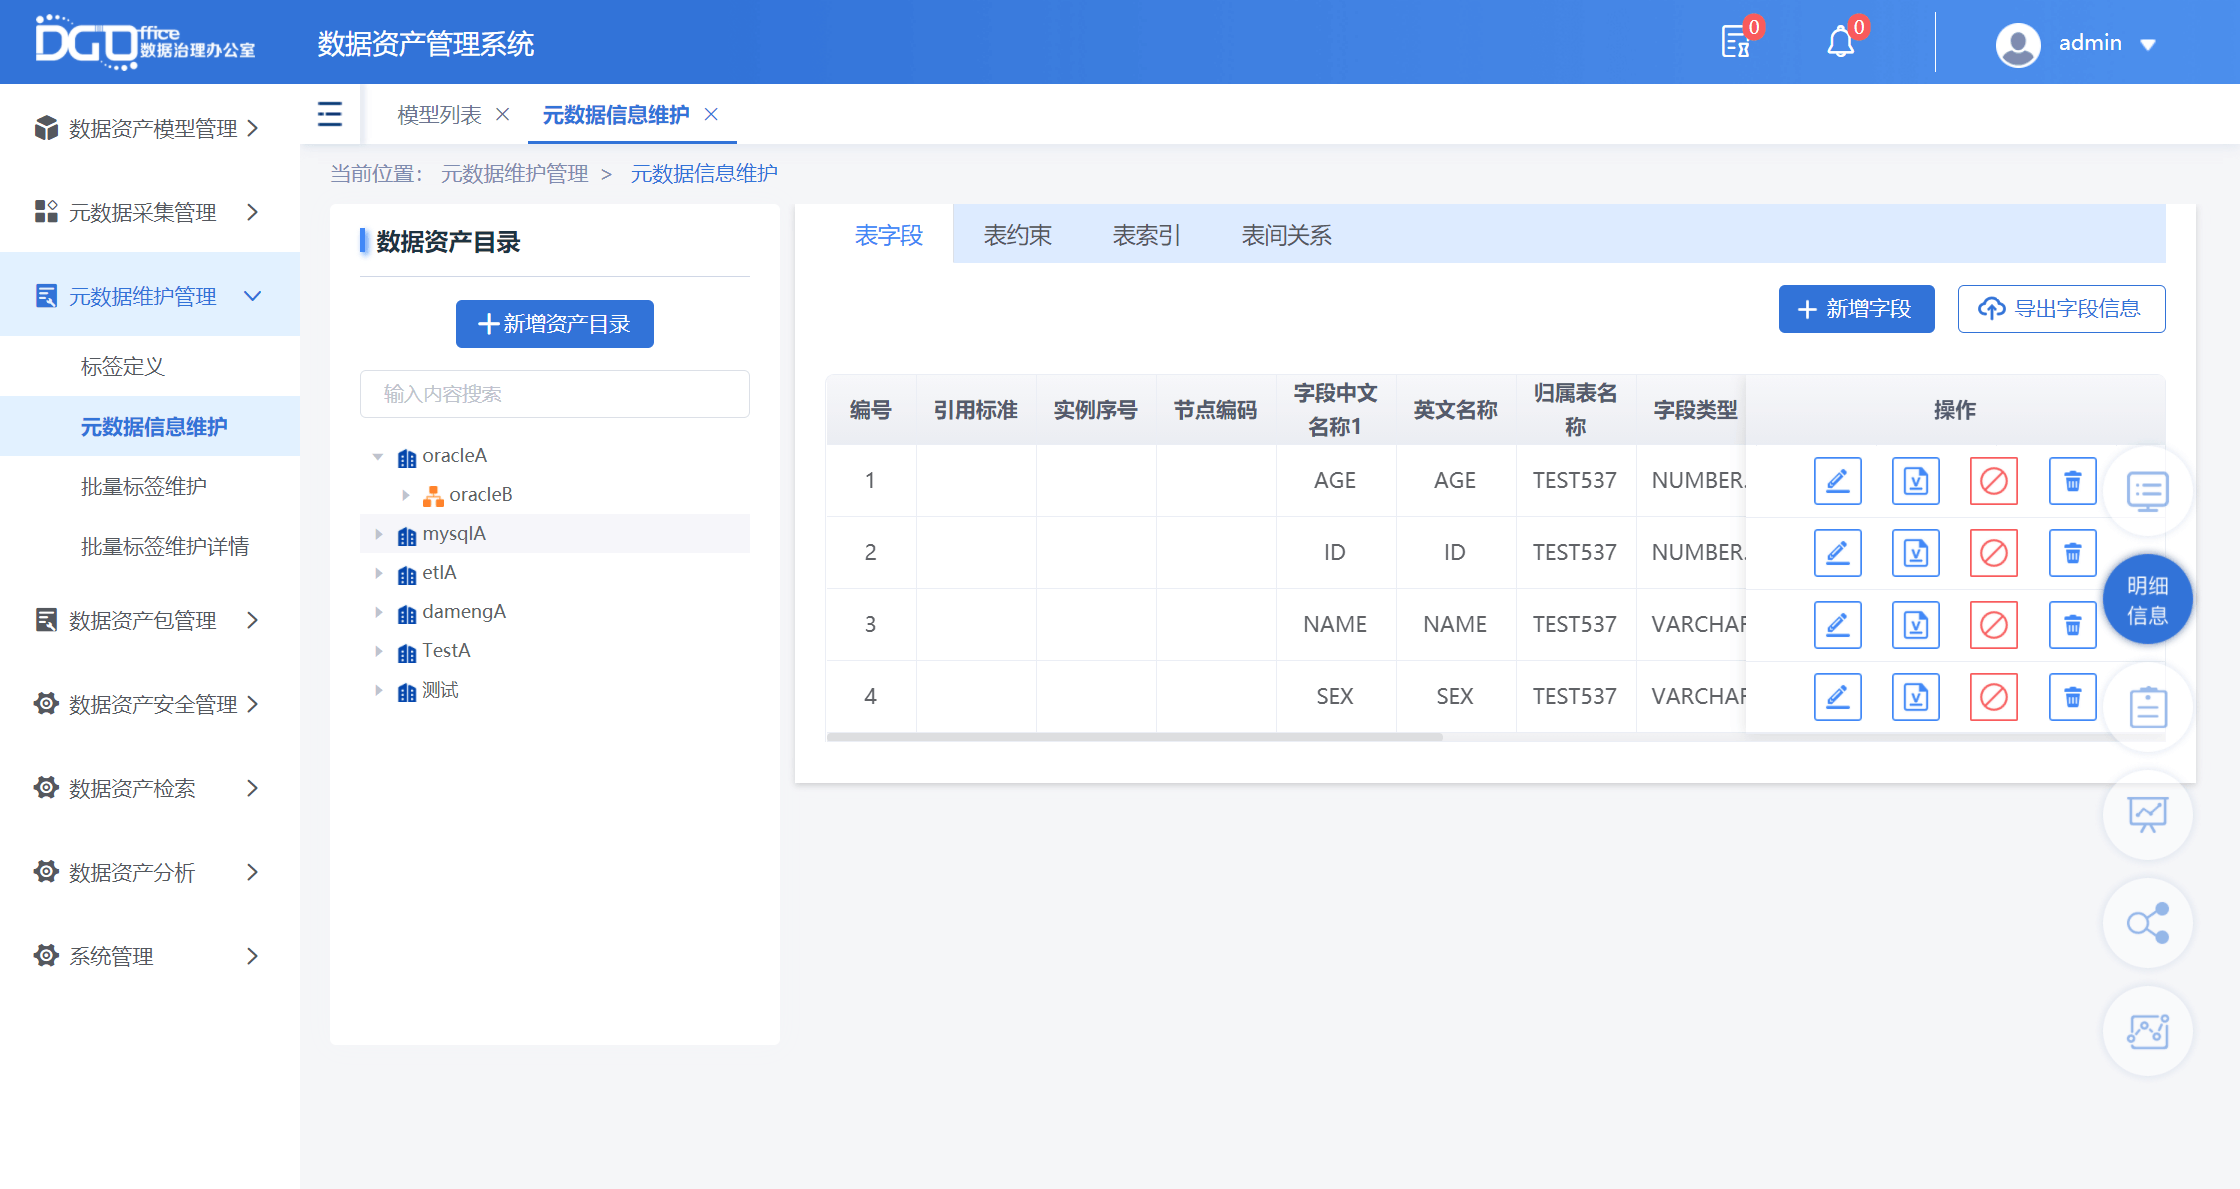 DGOffice
数据治理办公室
数据资产管理系统
0
0
admin
数据资产模型管理
元数据采集管理
元数据维护管理
标签定义
元数据信息维护
批量标签维护
批量标签维护详情
数据资产包管理
数据资产安全管理
数据资产检索
数据资产分析
系统管理
模型列表
元数据信息维护
当前位置： 元数据维护管理 > 元数据信息维护
数据资产目录
新增资产目录
输入内容搜索
oracleA
oracleB
mysqlA
etlA
damengA
TestA
测试
表字段 表约束 表索引 表间关系
新增字段 导出字段信息
编号 引用标准 实例序号 节点编码 字段中文名称1 英文名称 归属表名称 字段类型 操作
1 AGE AGE TEST537 NUMBER.
2 ID ID TEST537 NUMBER.
3 NAME NAME TEST537 VARCHAR
4 SEX SEX TEST537 VARCHAR
明细
信息